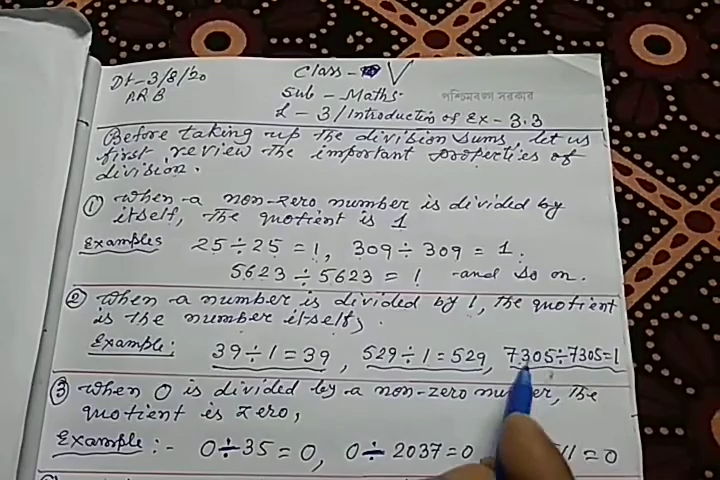 Dt-3/8/20
Class - V
A.R.B
Sub - Maths.
পশ্চিমবঙ্গ সরকার
L - 3/Introduction of Ex - 3.3
Before taking up the division sums, let us
first review the important properties of
division.
① When a non-zero number is divided by
itself, the quotient is 1
Examples 25÷25 = 1, 309÷309 = 1.
5623÷5623 = 1 and so on.
② When a number is divided by 1, the quotient
is the number itself,
Example: 39÷1=39, 529÷1=529, 7305÷7305=1
③ When 0 is divided by a non-zero number, the
quotient is zero,
Example :- 0÷35=0, 0÷2037=0 11=0